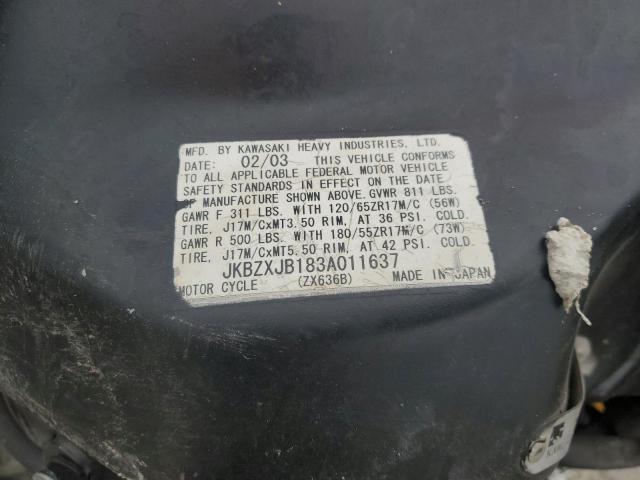 MFD. BY KAWASAKI HEAVY INDUSTRIES, LTD.
DATE: 02/03 THIS VEHICLE CONFORMS
TO ALL APPLICABLE FEDERAL MOTOR VEHICLE
SAFETY STANDARDS IN EFFECT ON THE DATE
OF MANUFACTURE SHOWN ABOVE. GVWR 811 LBS.
GAWR F 311 LBS. WITH 120/65ZR17M/C (56W)
TIRE, J17M/CxMT3.50 RIM, AT 36 PSI. COLD.
GAWR R 500 LBS. WITH 180/55ZR17M/C (73W)
TIRE, J17M/CxMT5.50 RIM, AT 42 PSI. COLD.
JKBZXJB183A011637
MOTOR CYCLE (ZX636B) MADE IN JAPAN